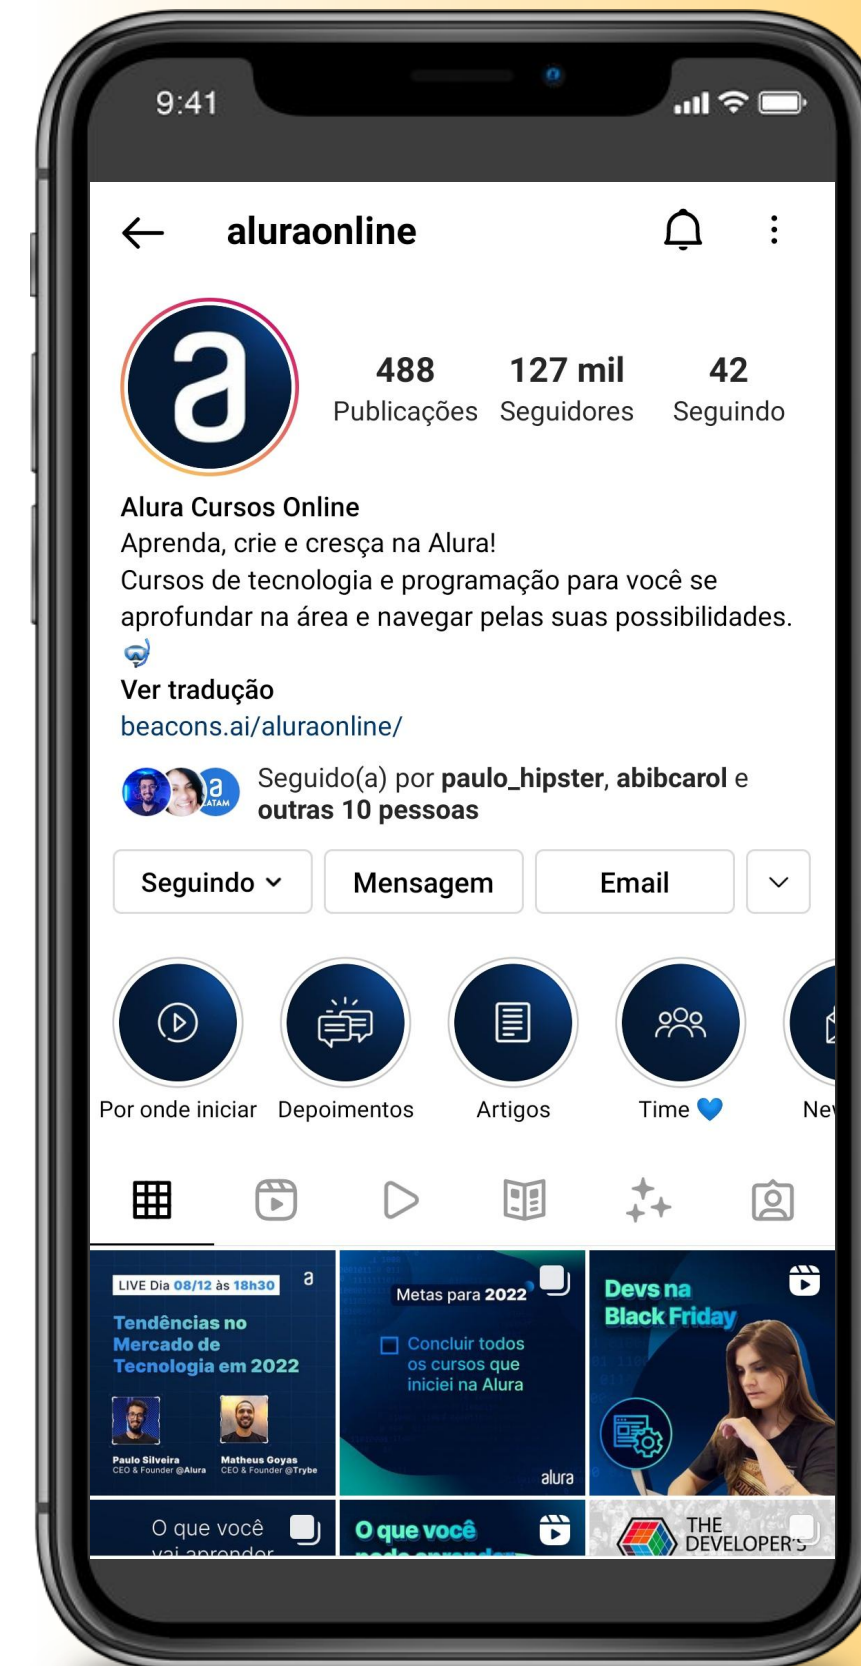 9:41
aluraonline
a
488
127 mil
42
Publicações
Seguidores
Seguindo
Alura Cursos Online
Aprenda, crie e cresça na Alura!
Cursos de tecnologia e programação para você se
aprofundar na área e navegar pelas suas possibilidades.
Ver tradução
beacons.ai/aluraonline/
a
LATAM
Seguido(a) por paulo_hipster, abibcarol e
outras 10 pessoas
Seguindo
Mensagem
Email
Por onde iniciar
Depoimentos
Artigos
Time 💙
LIVE Dia 08/12 às 18h30
a
Tendências no
Mercado de
Tecnologia em 2022
Paulo Silveira
CEO & Founder @Alura
Matheus Goyas
CEO & Founder @Trybe
Metas para 2022
Concluir todos
os cursos que
iniciei na Alura
alura
Devs na
Black Friday
O que você
vai aprender
O que você
pode aprender
THE
DEVELOPER'S